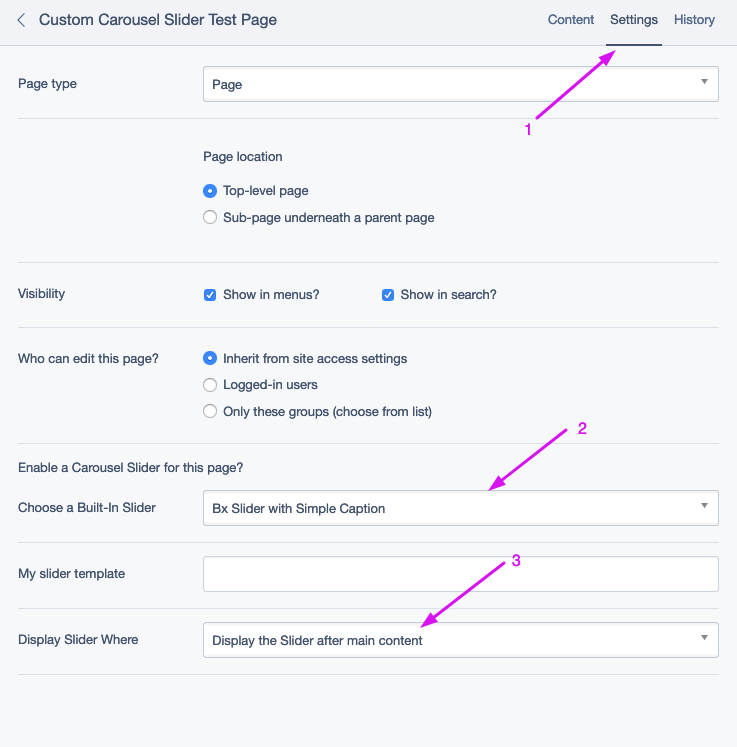 Custom Carousel Slider Test Page Content Settings History
1
Page type Page
Page location
Top-level page
Sub-page underneath a parent page
Visibility Show in menus? Show in search?
Who can edit this page? Inherit from site access settings
Logged-in users
Only these groups (choose from list)
2
Enable a Carousel Slider for this page?
Choose a Built-In Slider Bx Slider with Simple Caption
3
My slider template
Display Slider Where Display the Slider after main content